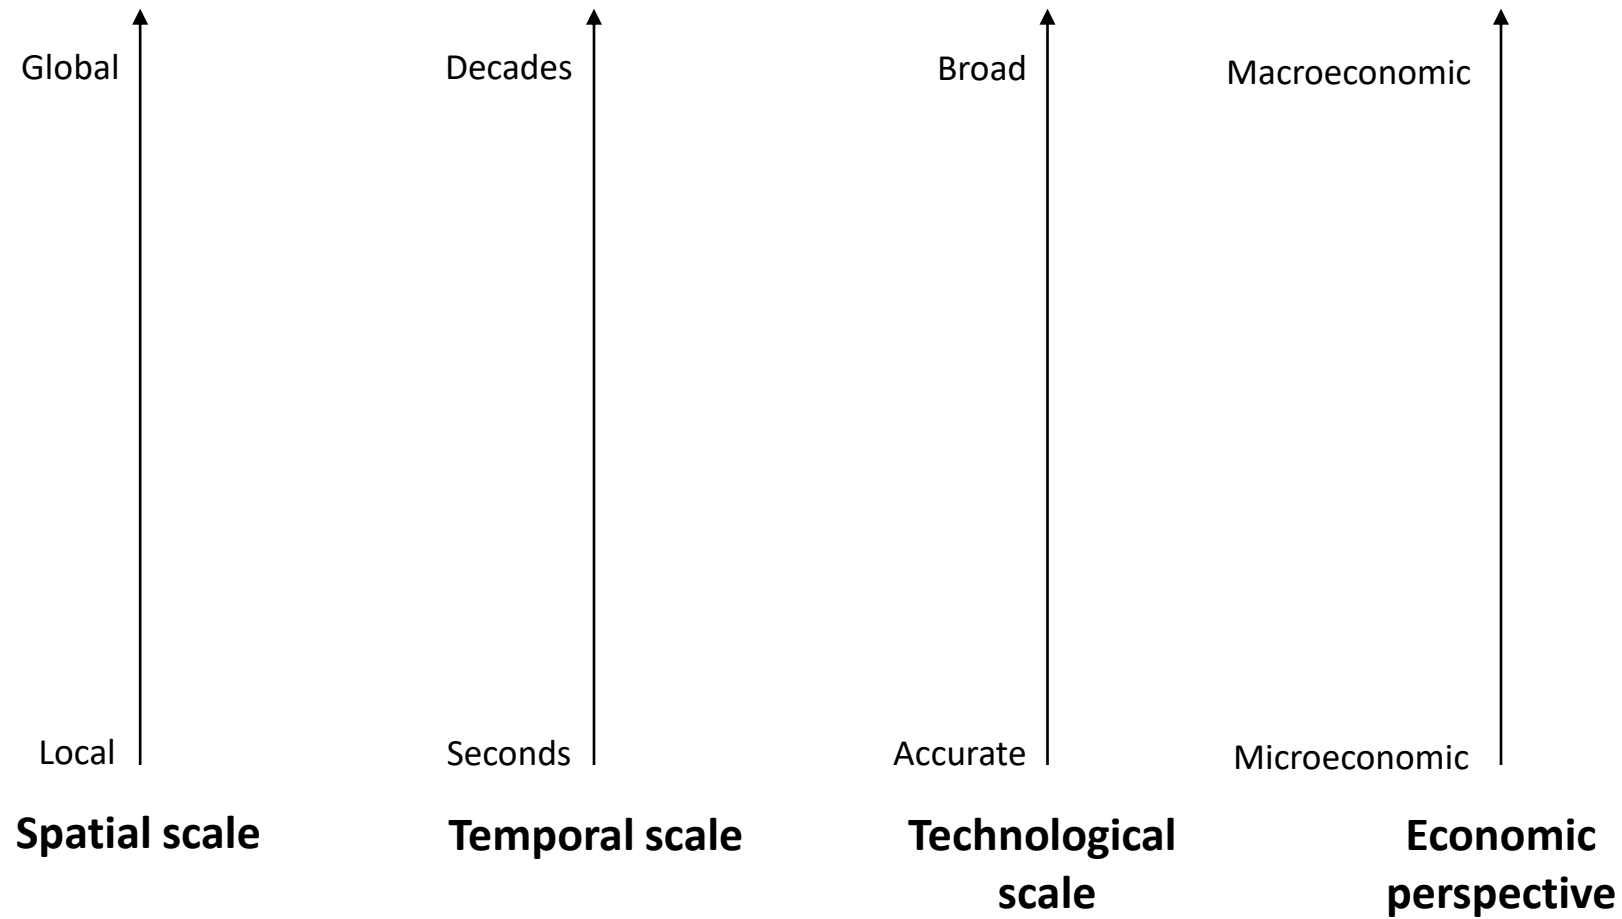 Global
Decades
Broad
Macroeconomic
Local
Seconds
Accurate
Microeconomic
Spatial scale
Temporal scale
Technological
scale
Economic
perspective